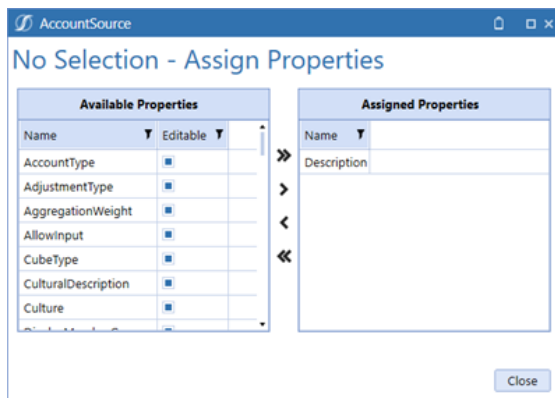 AccountSource
No Selection - Assign Properties
Available Properties
Name Editable
AccountType
AdjustmentType
AggregationWeight
AllowInput
CubeType
CulturalDescription
Culture
Assigned Properties
Name
Description
Close